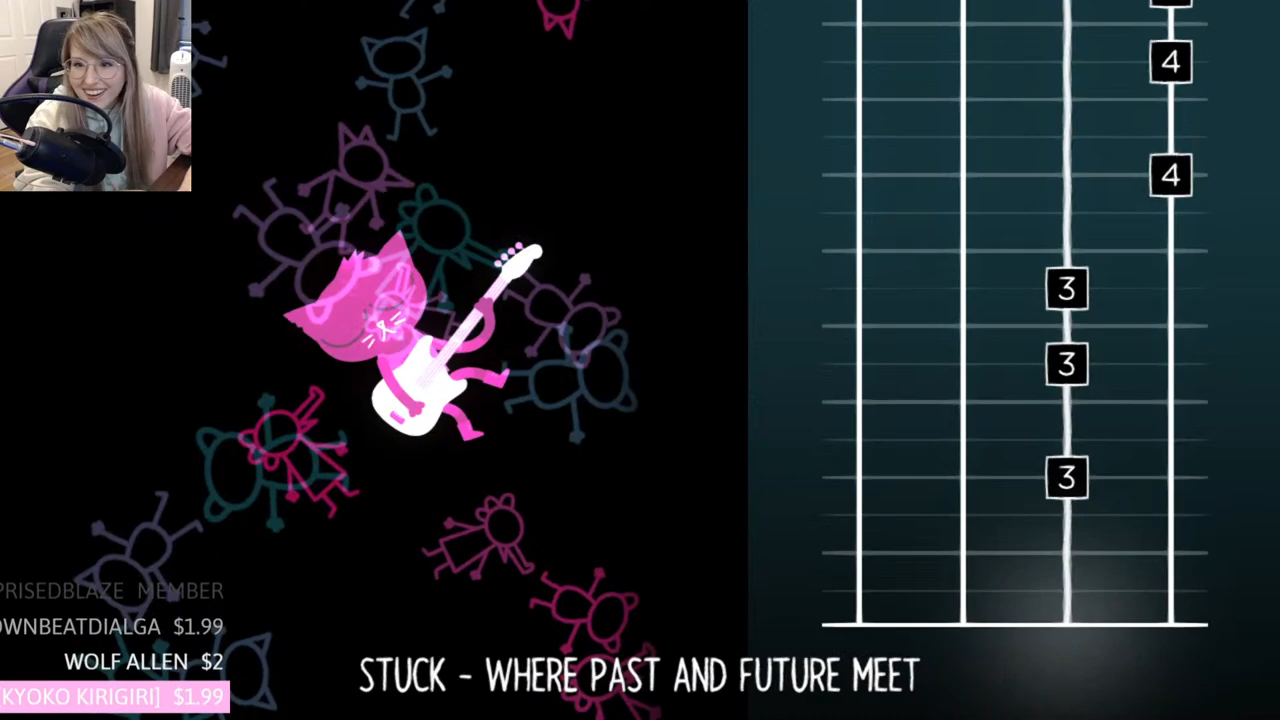 4
4
3
3
3
PRISEDBLAZE MEMBER
OWNBEATDIALGA $1.99
WOLF ALLEN $2
[KYOKO KIRIGIRI] $1.99
STUCK - WHERE PAST AND FUTURE MEET